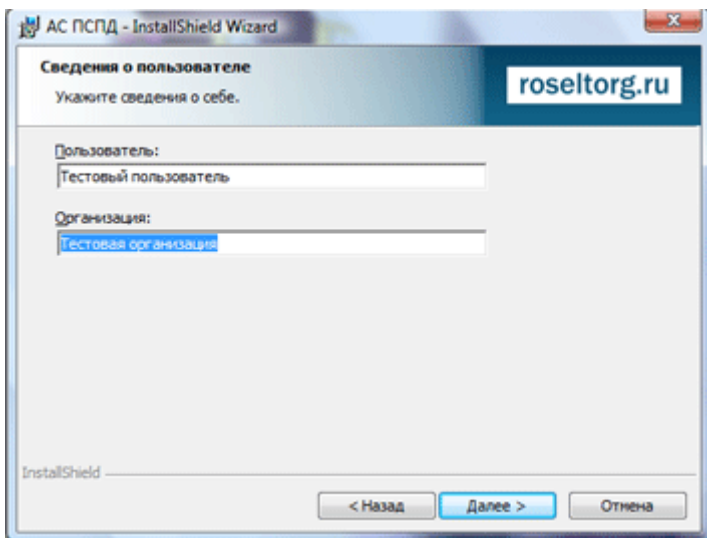 АС ПСПД - InstallShield Wizard
Сведения о пользователе
Укажите сведения о себе.
roseltorg.ru
Пользователь:
Тестовый пользователь
Организация:
Тестовая организация
InstallShield
< Назад
Далее >
Отмена